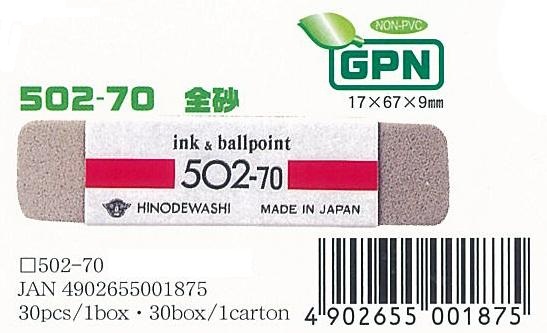 NON-PVC
GPN
502-70 全砂
17×67×9㎜
ink & ballpoint
502-70
HINODEWASHI MADE IN JAPAN
□502-70
JAN 4902655001875
30pcs/1box・30box/1carton
4 902655 001875